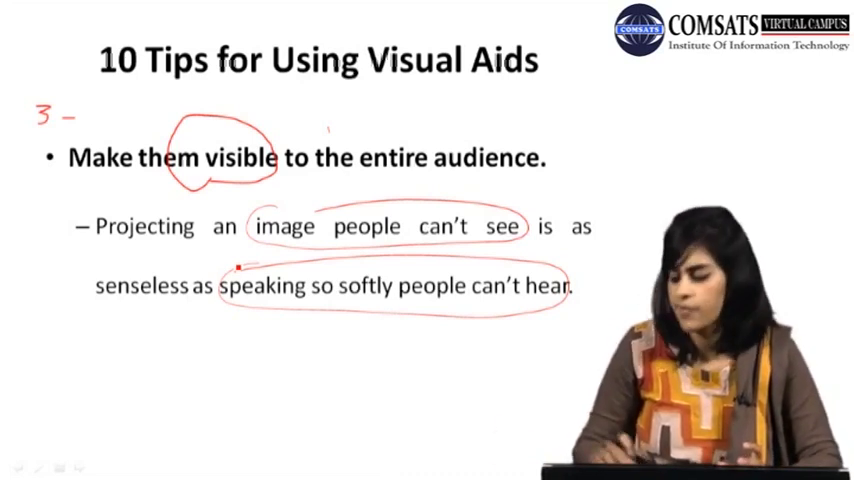 COMSATS VIRTUAL CAMPUS
COMSATS
Institute Of Information Technology
10 Tips for Using Visual Aids
3 -
• Make them visible to the entire audience.
– Projecting an image people can't see is as
senseless as speaking so softly people can't hear.